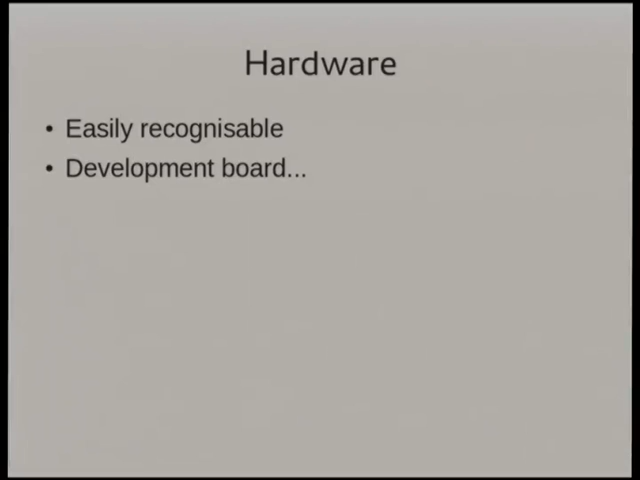 Hardware
• Easily recognisable
• Development board...